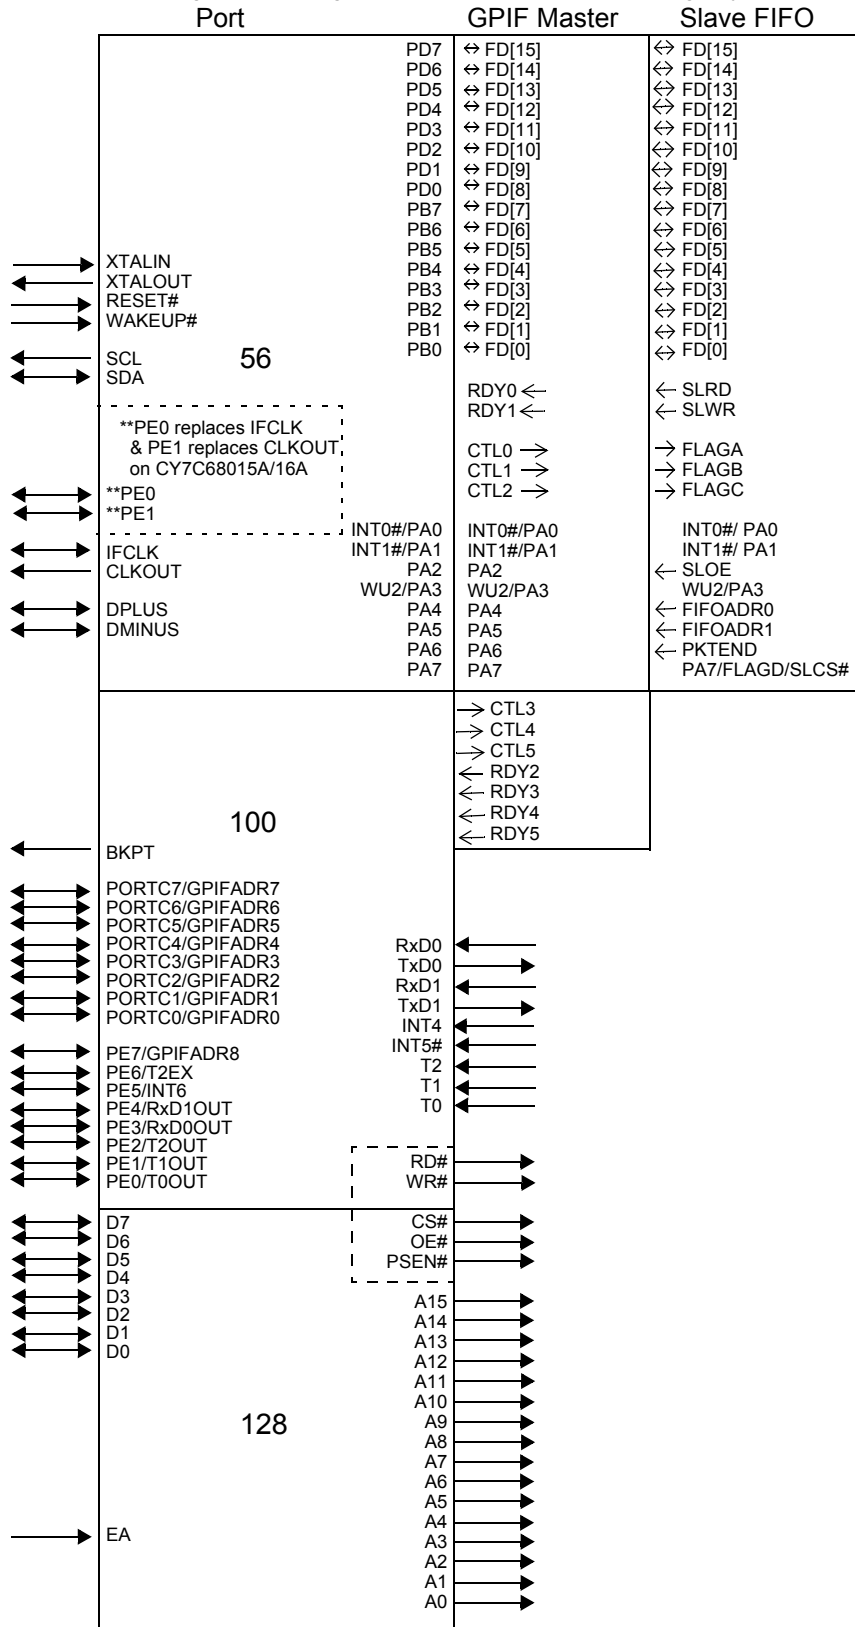 Port GPIF Master Slave FIFO
PD7 FD[15] FD[15]
PD6 FD[14] FD[14]
PD5 FD[13] FD[13]
PD4 FD[12] FD[12]
PD3 FD[11] FD[11]
PD2 FD[10] FD[10]
PD1 FD[9] FD[9]
PD0 FD[8] FD[8]
PB7 FD[7] FD[7]
PB6 FD[6] FD[6]
PB5 FD[5] FD[5]
XTALIN PB4 FD[4] FD[4]
XTALOUT PB3 FD[3] FD[3]
RESET# PB2 FD[2] FD[2]
WAKEUP# PB1 FD[1] FD[1]
SCL 56 PB0 FD[0] FD[0]
SDA
RDY0 SLRD
RDY1 SLWR
**PE0 replaces IFCLK
& PE1 replaces CLKOUT
on CY7C68015A/16A
CTL0 FLAGA
CTL1 FLAGB
CTL2 FLAGC
**PE0
**PE1
INT0#/PA0 INT0#/PA0 INT0#/ PA0
IFCLK INT1#/PA1 INT1#/PA1 INT1#/ PA1
CLKOUT PA2 PA2 SLOE
WU2/PA3 WU2/PA3 WU2/PA3
DPLUS PA4 PA4 FIFOADR0
DMINUS PA5 PA5 FIFOADR1
PA6 PA6 PKTEND
PA7 PA7 PA7/FLAGD/SLCS#
CTL3
CTL4
CTL5
RDY2
RDY3
RDY4
RDY5
100
BKPT
PORTC7/GPIFADR7
PORTC6/GPIFADR6
PORTC5/GPIFADR5
PORTC4/GPIFADR4 RxD0
PORTC3/GPIFADR3 TxD0
PORTC2/GPIFADR2 RxD1
PORTC1/GPIFADR1 TxD1
PORTC0/GPIFADR0 INT4
INT5#
PE7/GPIFADR8 T2
PE6/T2EX T1
PE5/INT6 T0
PE4/RxD1OUT
PE3/RxD0OUT
PE2/T2OUT
PE1/T1OUT RD#
PE0/T0OUT WR#
D7 CS#
D6 OE#
D5 PSEN#
D4
D3 A15
D2 A14
D1 A13
D0 A12
A11
A10
128 A9
A8
A7
A6
A5
A4
EA A3
A2
A1
A0